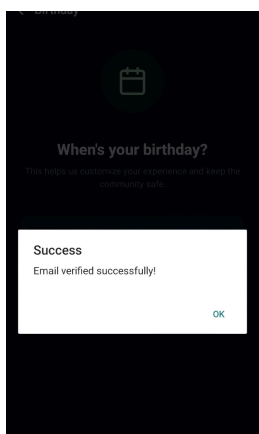 Birthday
When's your birthday?
This helps us customize your experience and keep the
community safe
Success
Email verified successfully!
OK